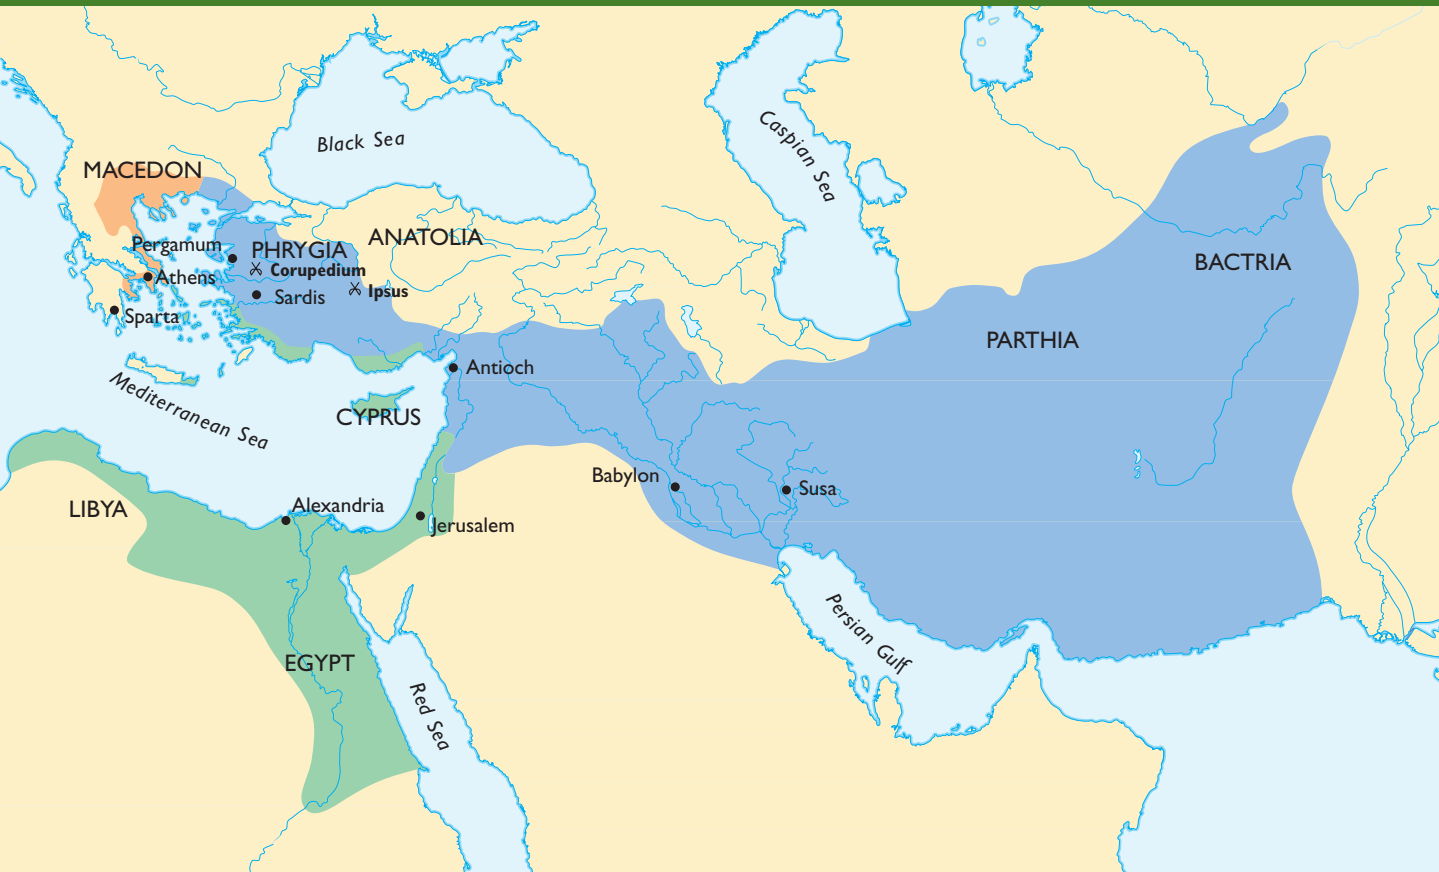 Black Sea
Caspian Sea
MACEDON
ANATOLIA
Pergamum
PHRYGIA
Corupedium
BACTRIA
Athens
Ipsus
Sardis
Sparta
PARTHIA
Antioch
Mediterranean Sea
CYPRUS
Babylon
Susa
LIBYA
Alexandria
Jerusalem
Persian Gulf
EGYPT
Red Sea